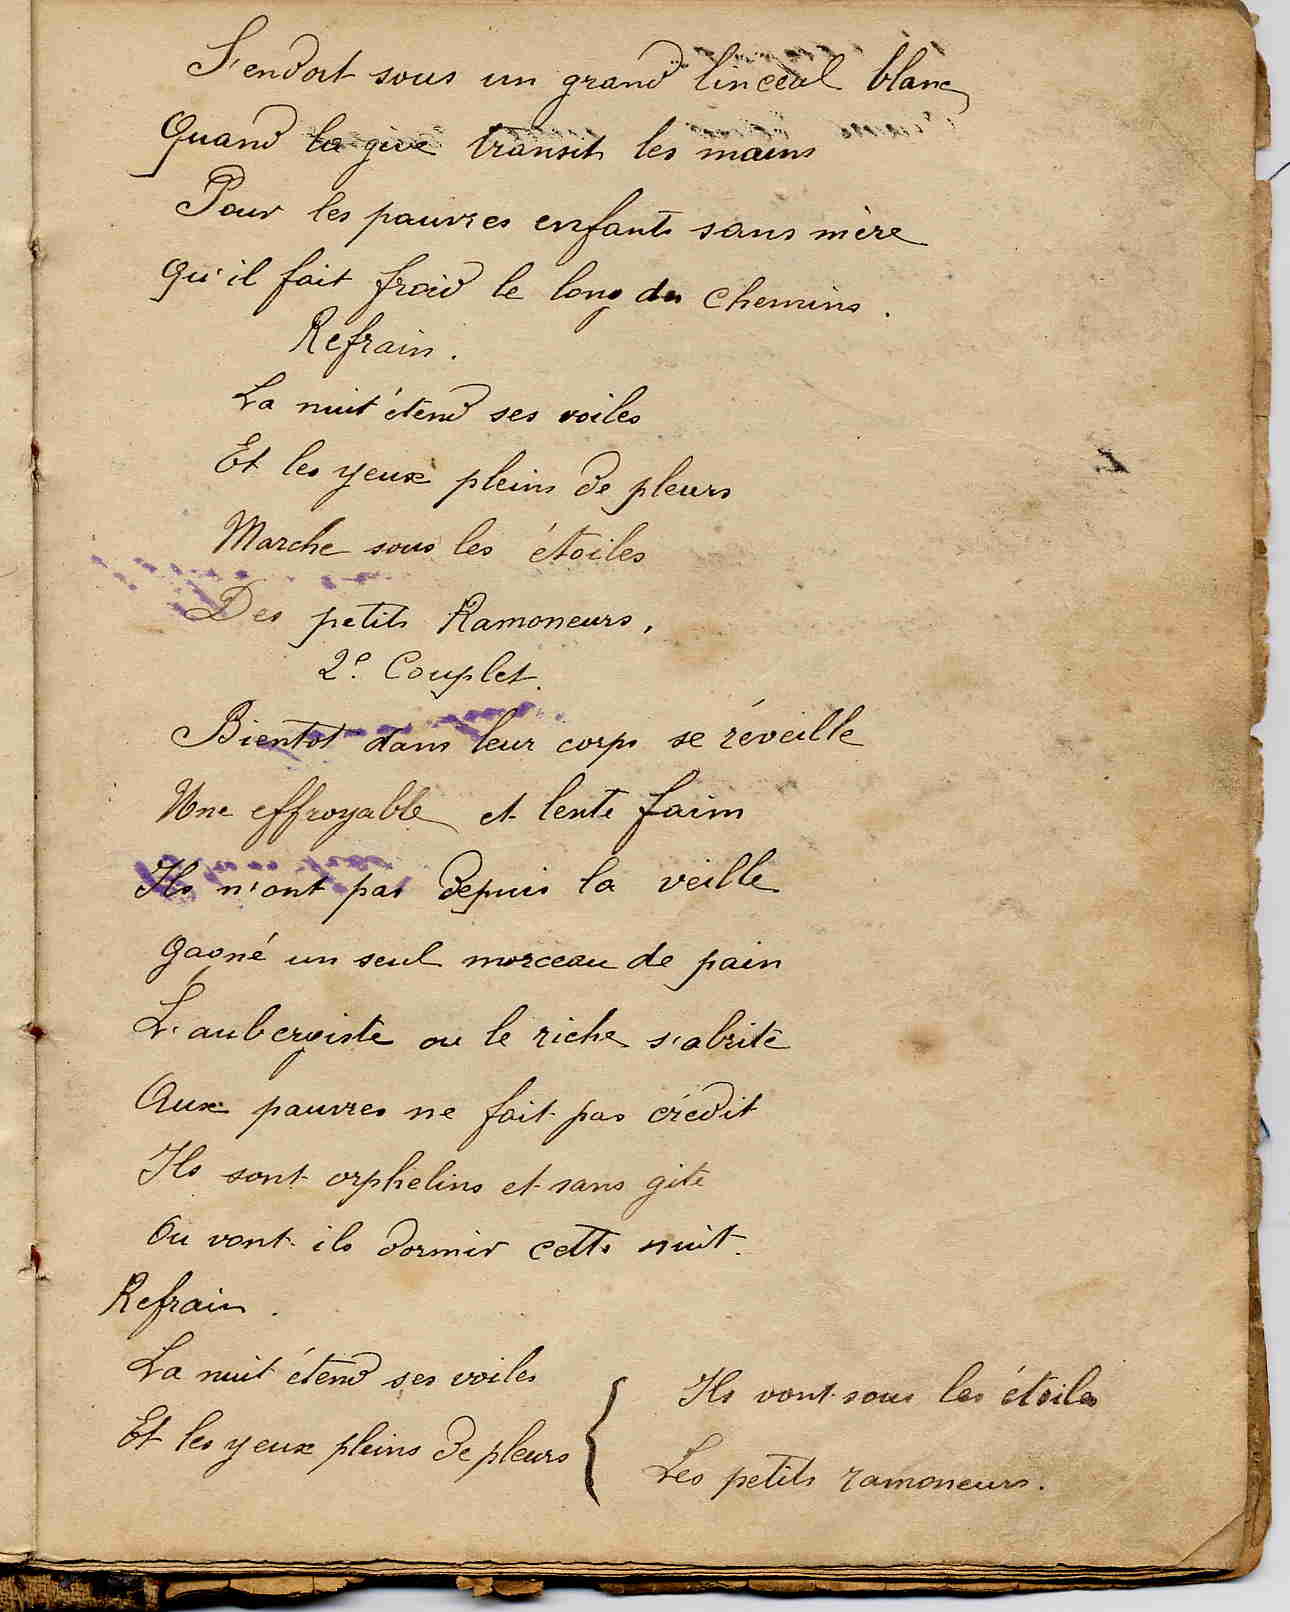 S'endort sous un grand linceul blanc
Quand la givre transit les mains
Pour les pauvres enfants sans mère
Qu'il fait froid le long des chemins.
Refrain.
La nuit étend ses voiles
Et les yeux pleins de pleurs
Marche sous les étoiles
Des petits Ramoneurs,
2e Couplet.
Bientot dans leur corps se réveille
Une effroyable et lente faim
Ils n'ont pas depuis la veille
gagné un seul morceau de pain
L'aubergiste ou le riche s'abrite
Aux pauvres ne fait pas crédit
Ils sont orphelins et sans gite
Ou vont ils dormir cette nuit.
Refrain.
La nuit étend ses voiles
Et les yeux pleins de pleurs
Ils vont sous les étoiles
Les petits ramoneurs.